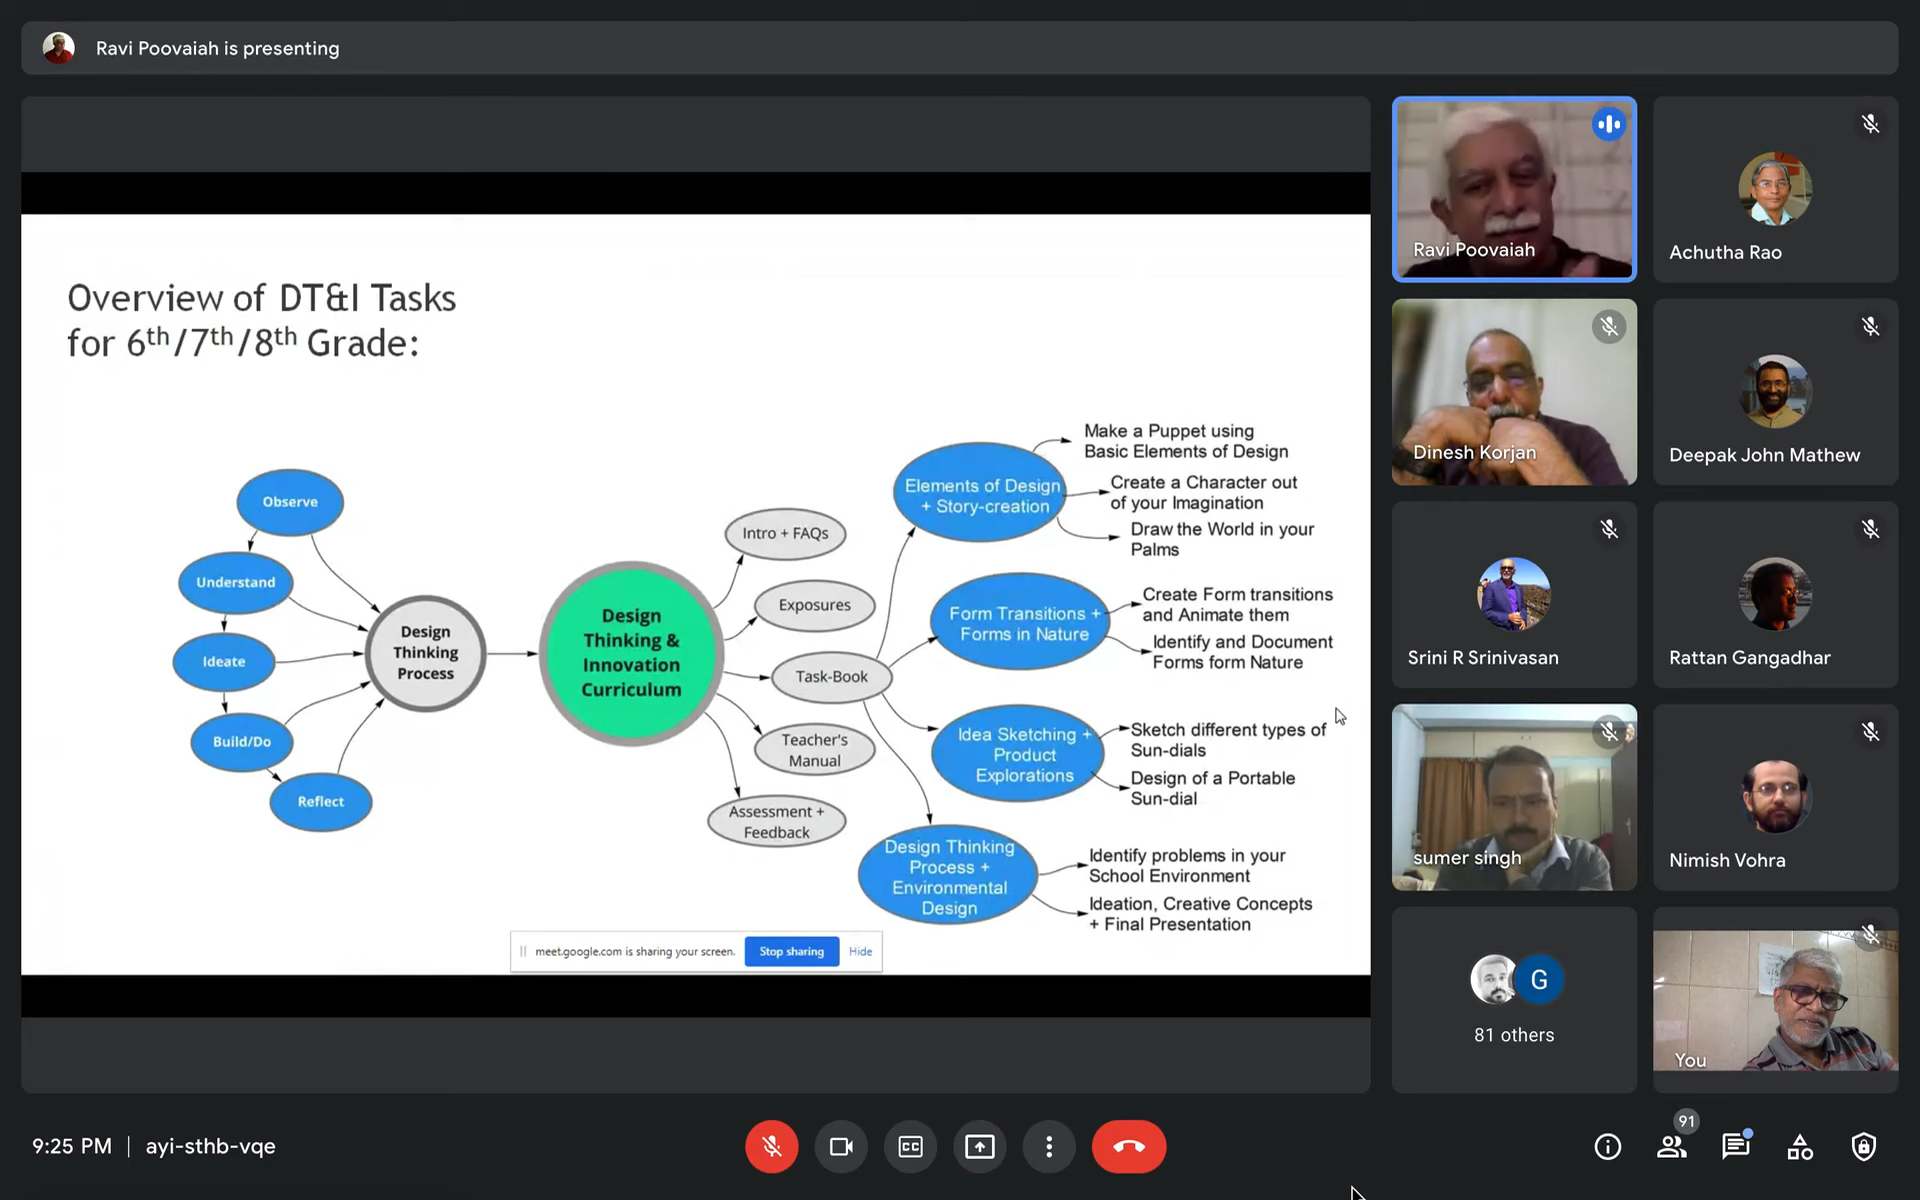 Ravi Poovaiah is presenting
Overview of DT&I Tasks
for 6th/7th/8th Grade:
Observe
Understand
Ideate
Build/Do
Reflect
Design
Thinking
Process
Design
Thinking &
Innovation
Curriculum
Intro + FAQs
Exposures
Task-Book
Teacher's
Manual
Assessment +
Feedback
Elements of Design
+ Story-creation
Make a Puppet using
Basic Elements of Design
Create a Character out
of your Imagination
Draw the World in your
Palms
Form Transitions +
Forms in Nature
Create Form transitions
and Animate them
Identify and Document
Forms form Nature
Idea Sketching +
Product
Explorations
Sketch different types of
Sun-dials
Design of a Portable
Sun-dial
Design Thinking
Process +
Environmental
Design
Identify problems in your
School Environment
Ideation, Creative Concepts
+ Final Presentation
meet.google.com is sharing your screen.
Stop sharing
Hide
Ravi Poovaiah
Achutha Rao
Dinesh Korjan
Deepak John Mathew
Srini R Srinivasan
Rattan Gangadhar
sumer singh
Nimish Vohra
G
81 others
You
9:25 PM | ayi-sthb-vqe
CC
91